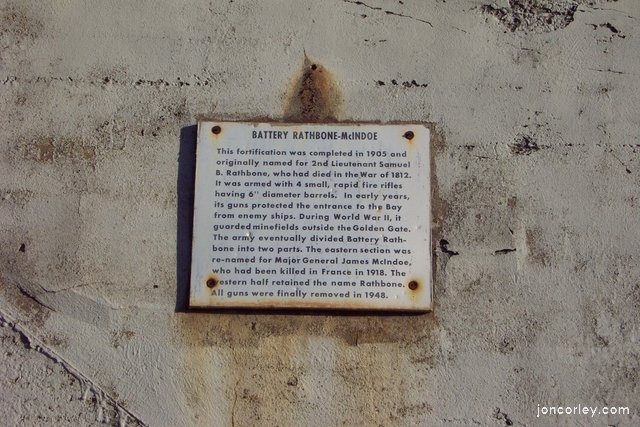 BATTERY RATHBONE-McINDOE
This fortification was completed in 1905 and
originally named for 2nd Lieutenant Samuel
B. Rathbone, who had died in the War of 1812.
It was armed with 4 small, rapid fire rifles
having 6" diameter barrels. In early years,
its guns protected the entrance to the Bay
from enemy ships. During World War II, it
guarded minefields outside the Golden Gate.
The army eventually divided Battery Rath-
bone into two parts. The eastern section was
re-named for Major General James McIndoe,
who had been killed in France in 1918. The
estern half retained the name Rathbone.
All guns were finally removed in 1948.
joncorley.com